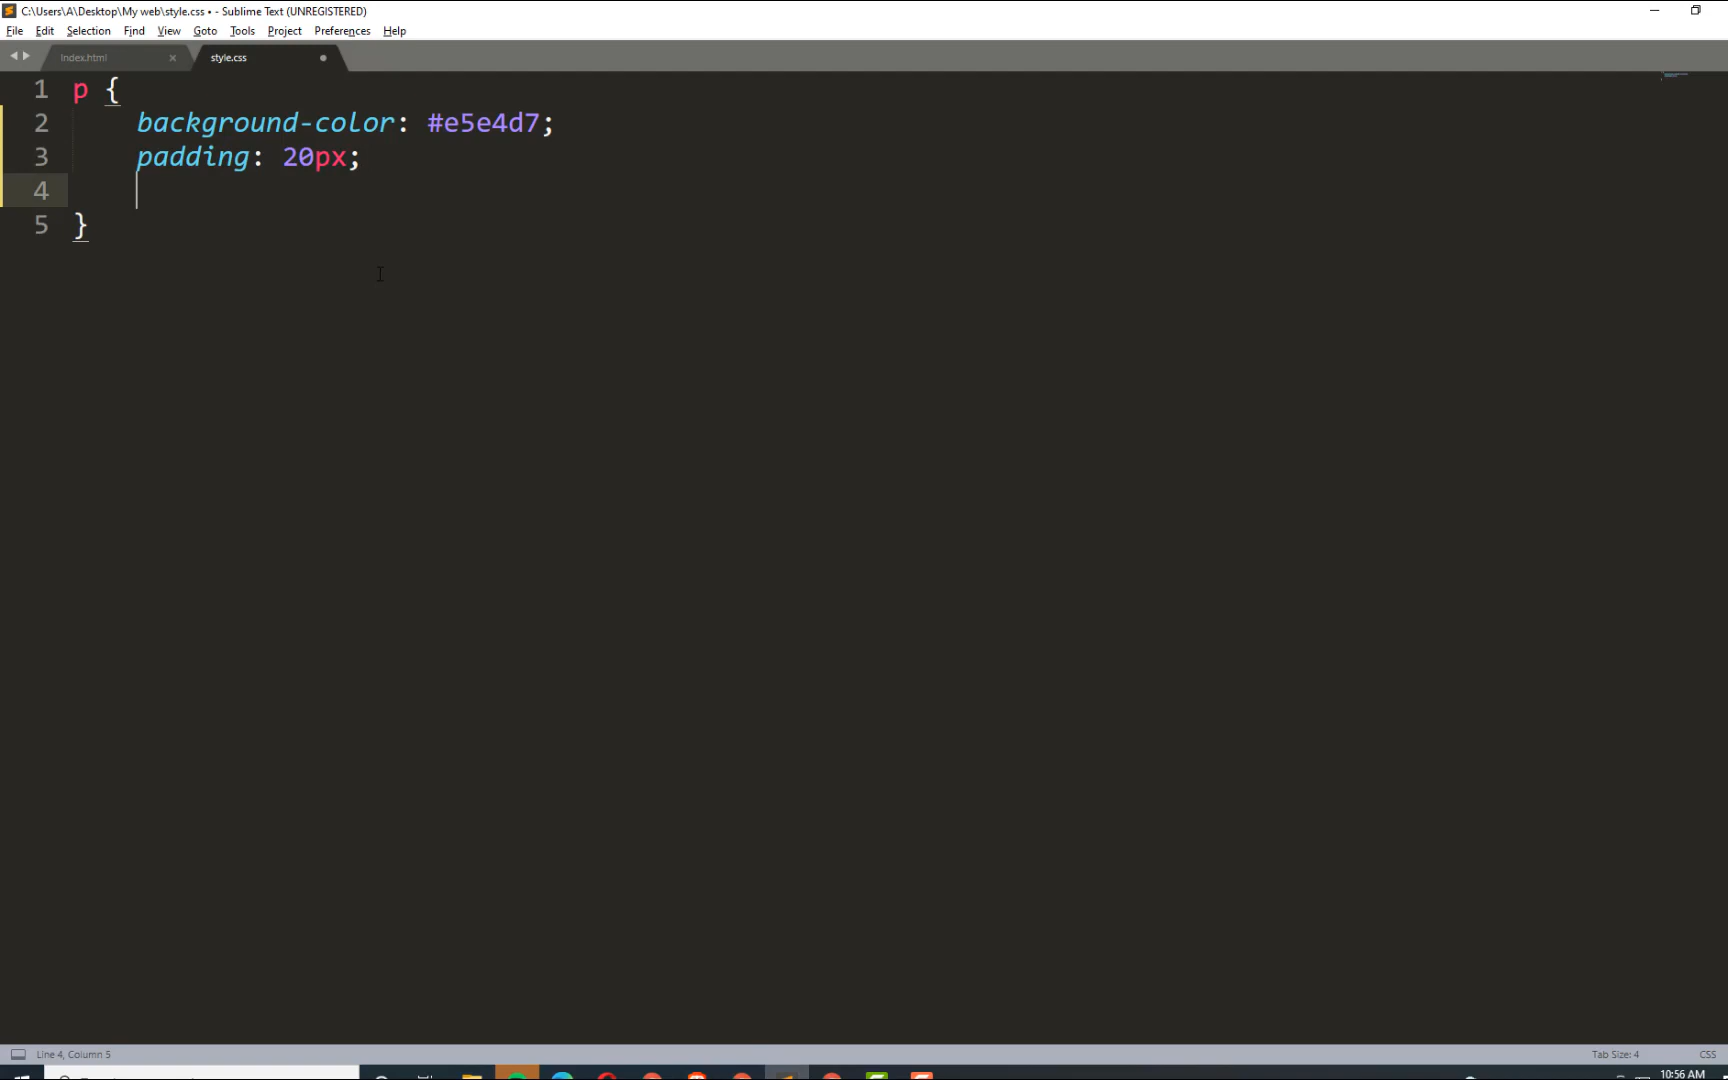 C:\Users\A\Desktop\My web\style.css • - Sublime Text (UNREGISTERED)
File Edit Selection Find View Goto Tools Project Preferences Help
index.html × style.css
1 p {
2 background-color: #e5e4d7;
3 padding: 20px;
4
5 }
Line 4, Column 5 Tab Size: 4 CSS
10:56 AM